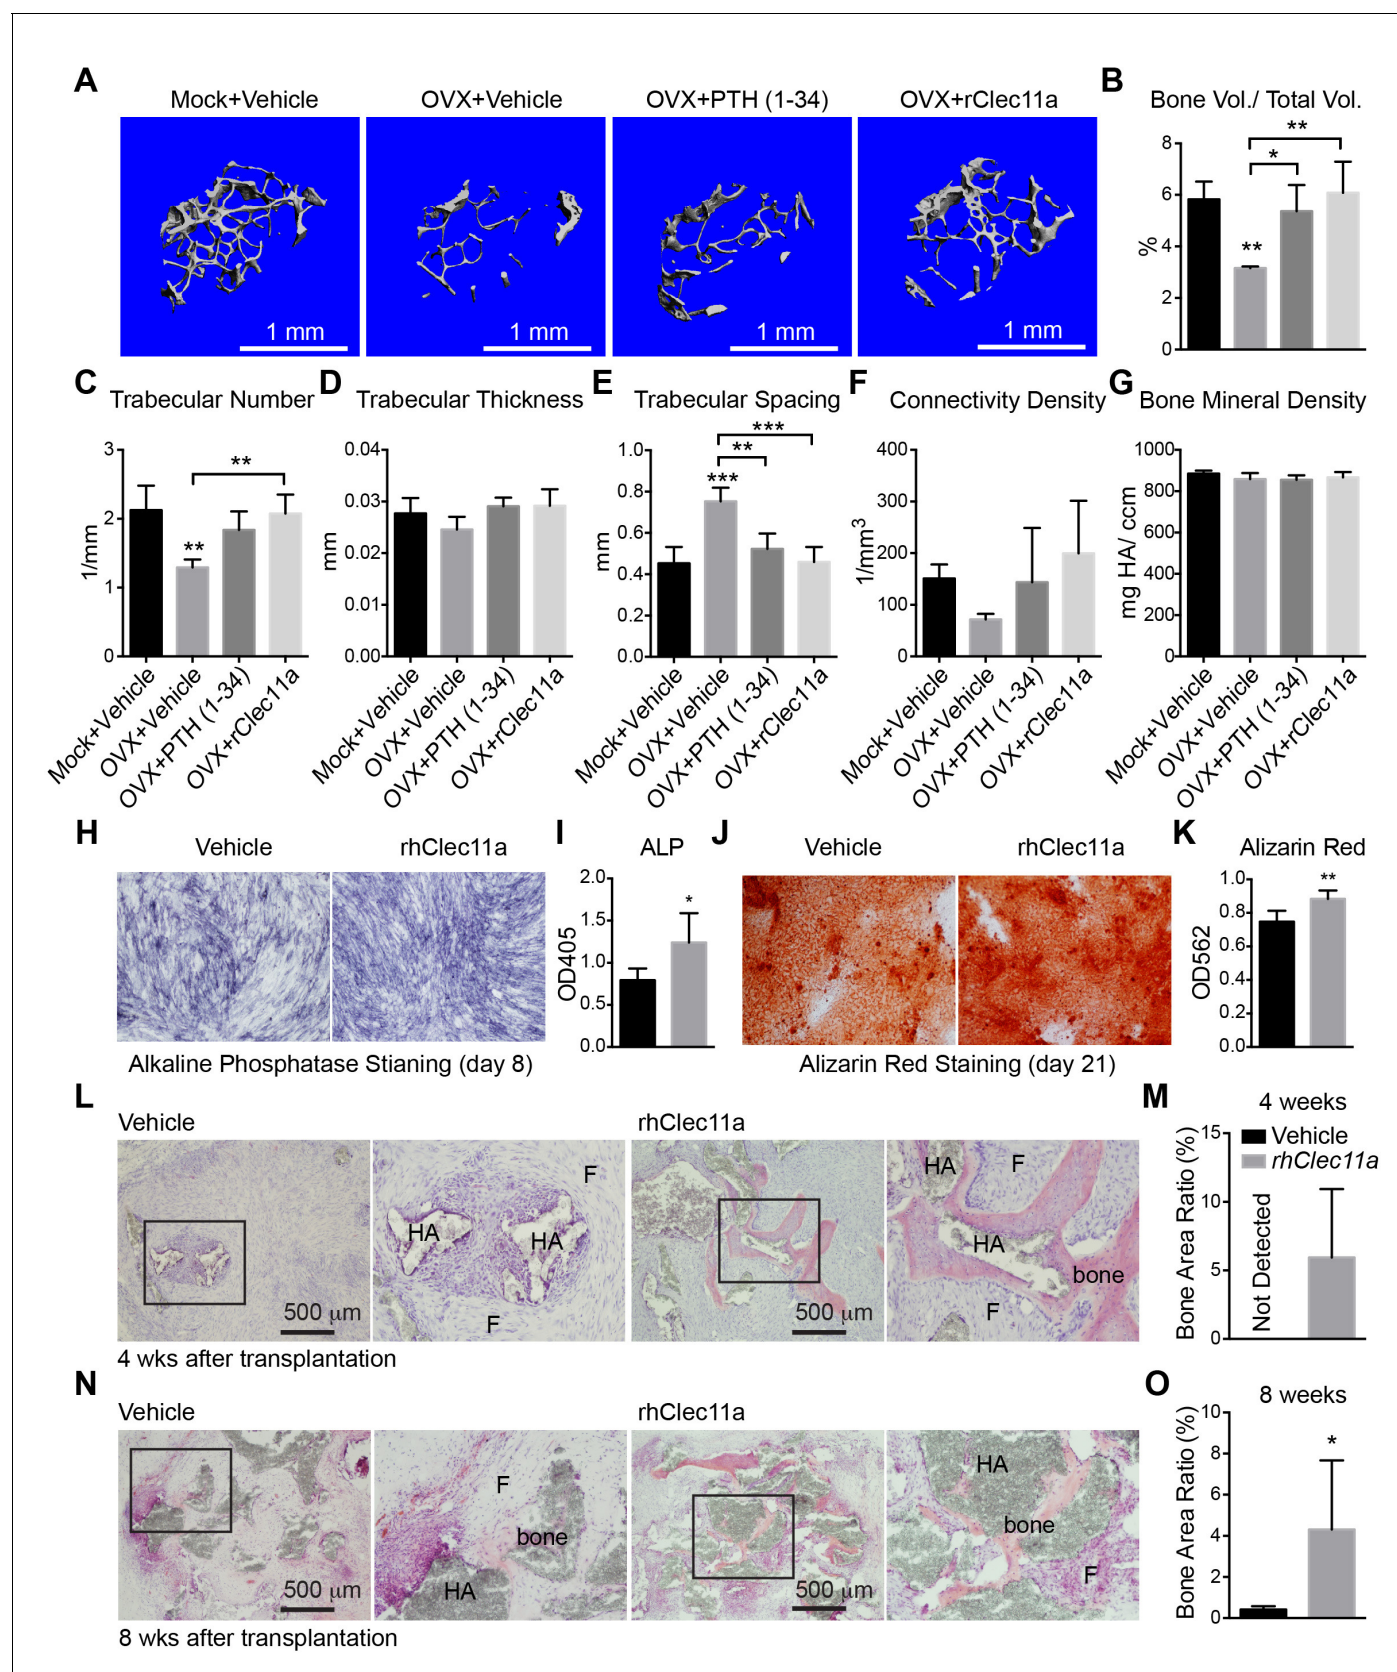 A
Mock+Vehicle
OVX+Vehicle
OVX+PTH (1-34)
OVX+rClec11a
1 mm
1 mm
1 mm
1 mm
B
Bone Vol./ Total Vol.
%
8
6
4
2
0
**
*
**
C
Trabecular Number
1/mm
3
2
1
0
**
**
Mock+Vehicle
OVX+Vehicle
OVX+PTH (1-34)
OVX+rClec11a
D
Trabecular Thickness
mm
0.04
0.03
0.02
0.01
0.00
Mock+Vehicle
OVX+Vehicle
OVX+PTH (1-34)
OVX+rClec11a
E
Trabecular Spacing
mm
1.0
0.8
0.6
0.4
0.2
0.0
***
**
***
Mock+Vehicle
OVX+Vehicle
OVX+PTH (1-34)
OVX+rClec11a
F
Connectivity Density
1/mm³
400
300
200
100
0
Mock+Vehicle
OVX+Vehicle
OVX+PTH (1-34)
OVX+rClec11a
G
Bone Mineral Density
mg HA/ ccm
1000
800
600
400
200
0
Mock+Vehicle
OVX+Vehicle
OVX+PTH (1-34)
OVX+rClec11a
H
Vehicle
rhClec11a
Alkaline Phosphatase Stianing (day 8)
I
ALP
OD405
2.0
1.5
1.0
0.5
0.0
*
J
Vehicle
rhClec11a
Alizarin Red Staining (day 21)
K
Alizarin Red
OD562
1.0
0.8
0.6
0.4
0.2
0.0
**
L
Vehicle
rhClec11a
500 μm
F
HA
HA
F
500 μm
HA
F
HA
bone
F
4 wks after transplantation
M
4 weeks
Vehicle
rhClec11a
Bone Area Ratio (%)
15
10
5
0
Not Detected
N
Vehicle
rhClec11a
500 μm
F
bone
HA
500 μm
HA
bone
F
8 wks after transplantation
O
8 weeks
Bone Area Ratio (%)
10
8
6
4
2
0
*